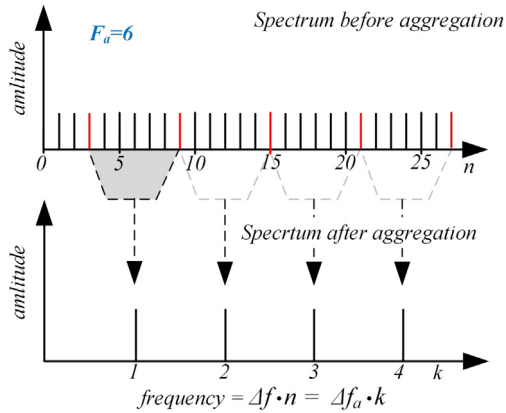 Spectrum before aggregation
Fa=6
amlitude
0 5 10 15 20 25 n
Specrtum after aggregation
amlitude
1 2 3 4 k
frequency = Δf•n = Δfa•k